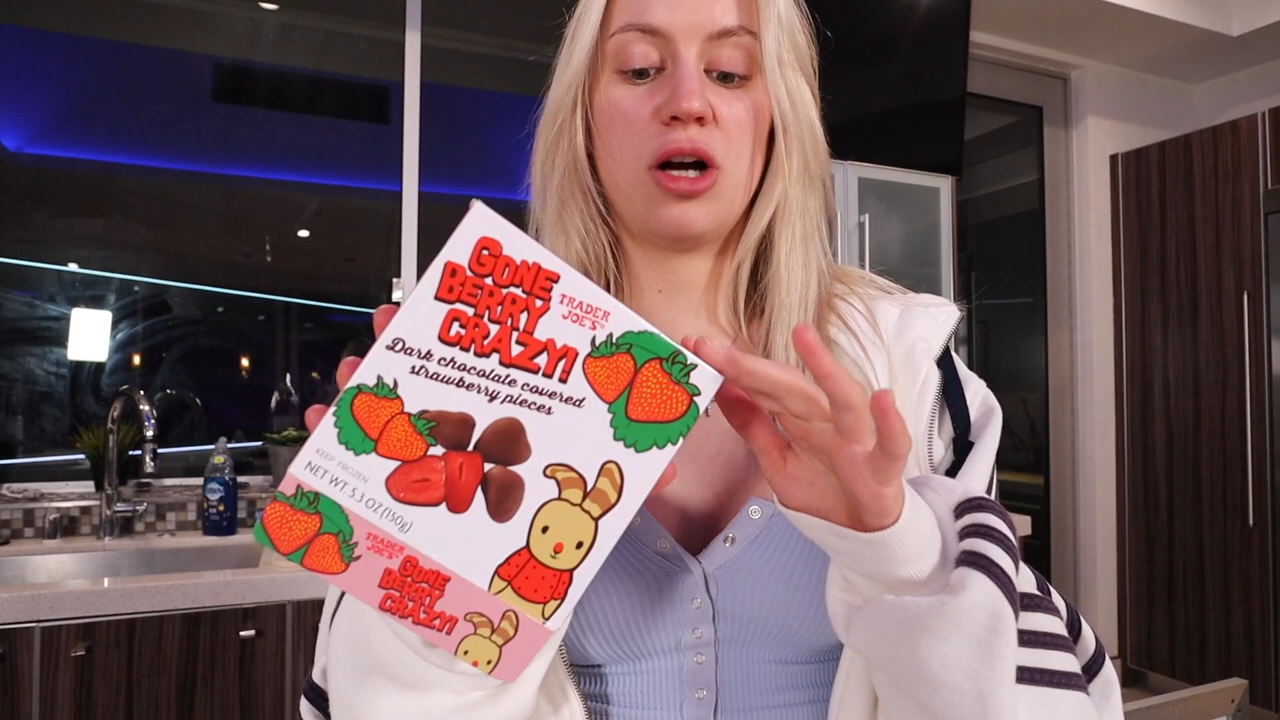 GONE
BERRY
CRAZY!
TRADER
JOE'S
Dark chocolate covered
strawberry pieces
KEEP FROZEN
NET WT. 5.3 OZ (150g)
TRADER
JOE'S
GONE
BERRY
CRAZY!